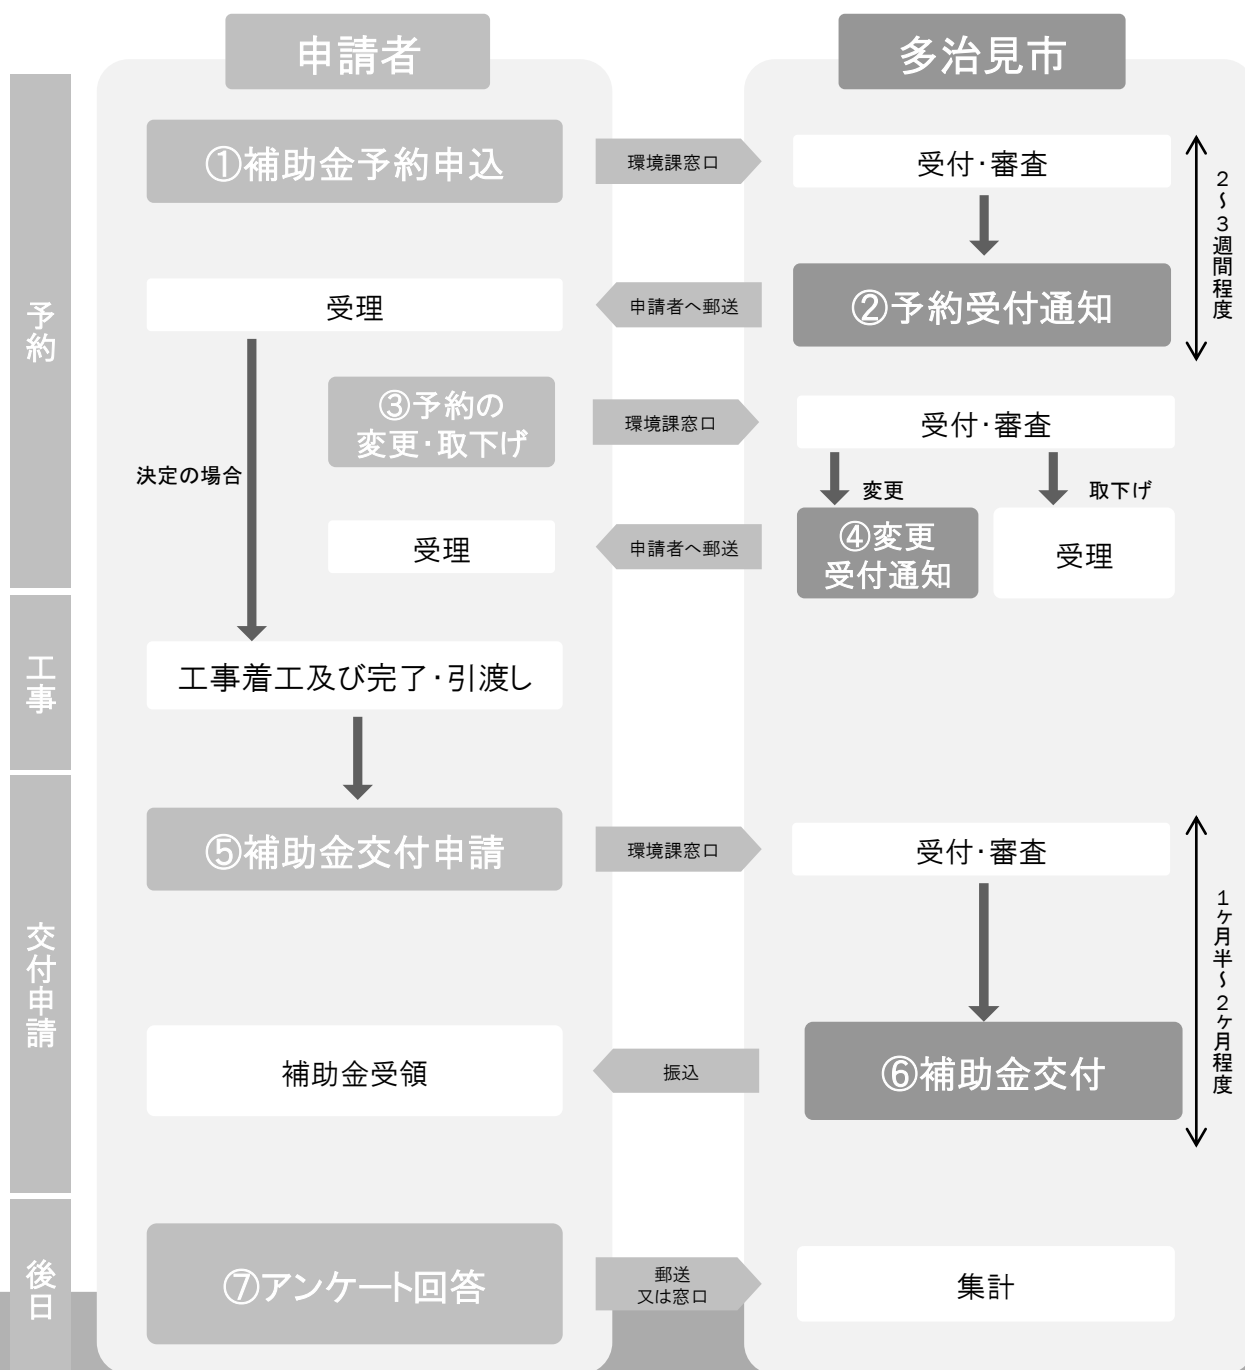 申請者
多治見市
予約
①補助金予約申込
環境課窓口
受付・審査
2～3週間程度
受理
申請者へ郵送
②予約受付通知
③予約の
変更・取下げ
環境課窓口
受付・審査
決定の場合
変更
取下げ
受理
申請者へ郵送
④変更
受付通知
受理
工事
工事着工及び完了・引渡し
交付申請
⑤補助金交付申請
環境課窓口
受付・審査
1ヶ月半～2ヶ月程度
補助金受領
振込
⑥補助金交付
後日
⑦アンケート回答
郵送
又は窓口
集計